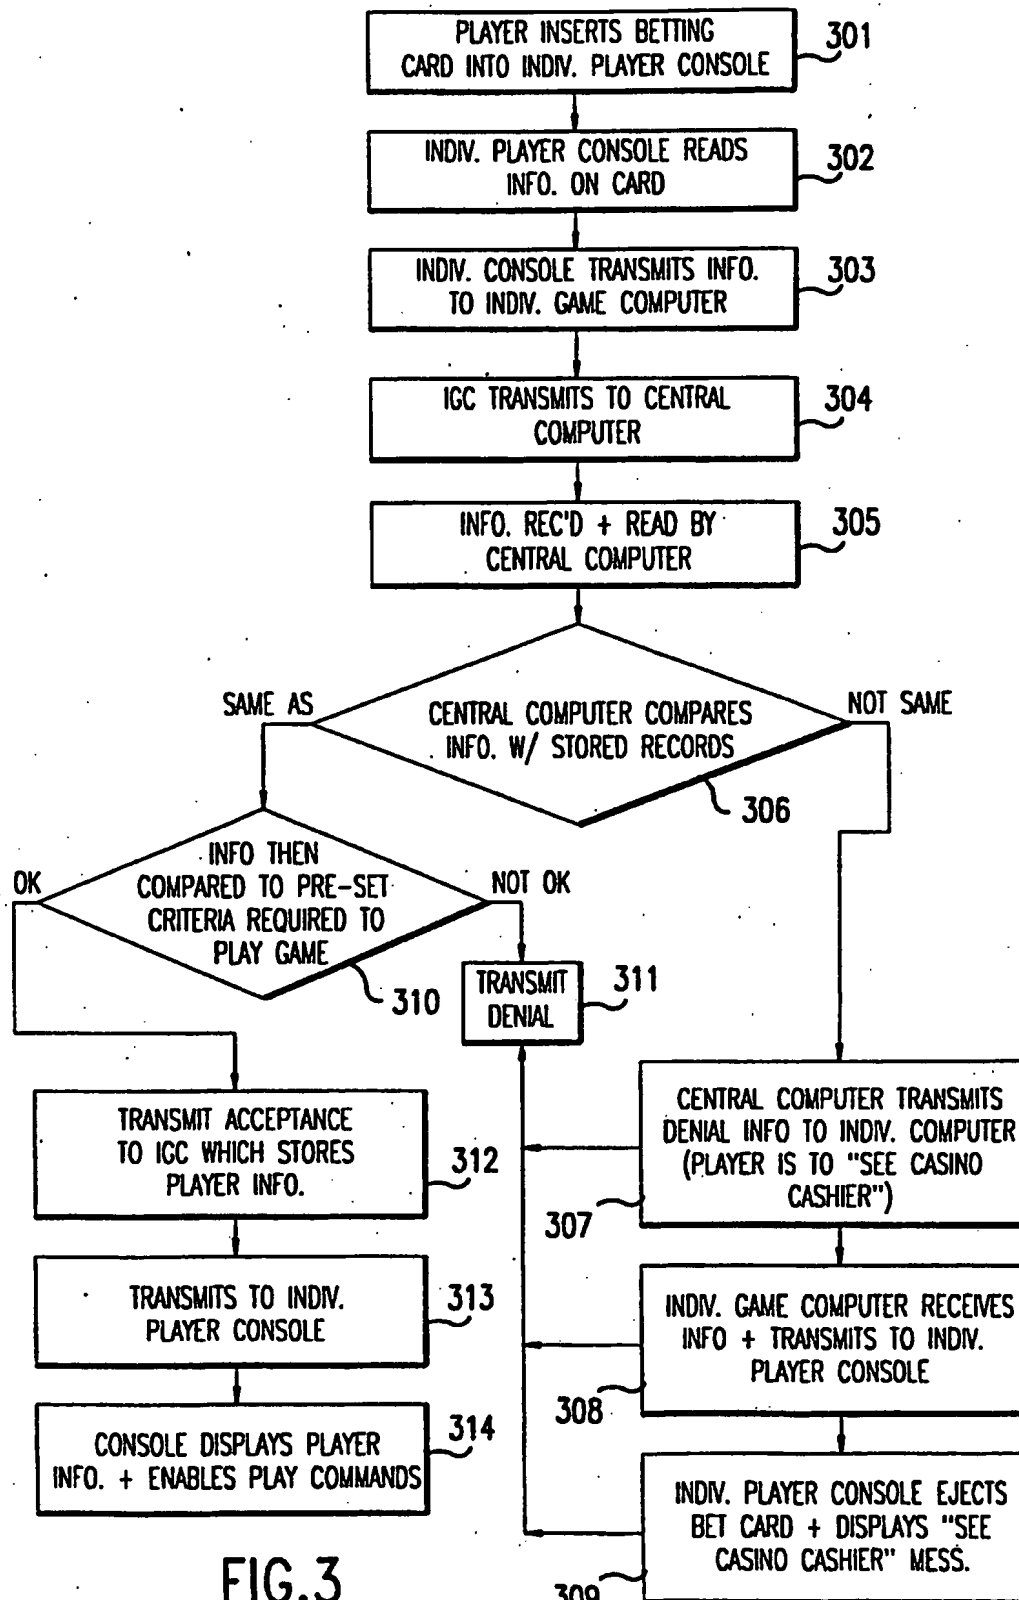 PLAYER INSERTS BETTING
CARD INTO INDIV. PLAYER CONSOLE
301
INDIV. PLAYER CONSOLE READS
INFO. ON CARD
302
INDIV. CONSOLE TRANSMITS INFO.
TO INDIV. GAME COMPUTER
303
IGC TRANSMITS TO CENTRAL
COMPUTER
304
INFO. REC'D + READ BY
CENTRAL COMPUTER
305
SAME AS
CENTRAL COMPUTER COMPARES
INFO. W/ STORED RECORDS
NOT SAME
306
OK
INFO THEN
COMPARED TO PRE-SET
CRITERIA REQUIRED TO
PLAY GAME
NOT OK
310
TRANSMIT
DENIAL
311
TRANSMIT ACCEPTANCE
TO IGC WHICH STORES
PLAYER INFO.
312
TRANSMITS TO INDIV.
PLAYER CONSOLE
313
CONSOLE DISPLAYS PLAYER
INFO. + ENABLES PLAY COMMANDS
314
CENTRAL COMPUTER TRANSMITS
DENIAL INFO TO INDIV. COMPUTER
(PLAYER IS TO "SEE CASINO
CASHIER")
307
INDIV. GAME COMPUTER RECEIVES
INFO + TRANSMITS TO INDIV.
PLAYER CONSOLE
308
INDIV. PLAYER CONSOLE EJECTS
BET CARD + DISPLAYS "SEE
CASINO CASHIER" MESS.
309
FIG.3